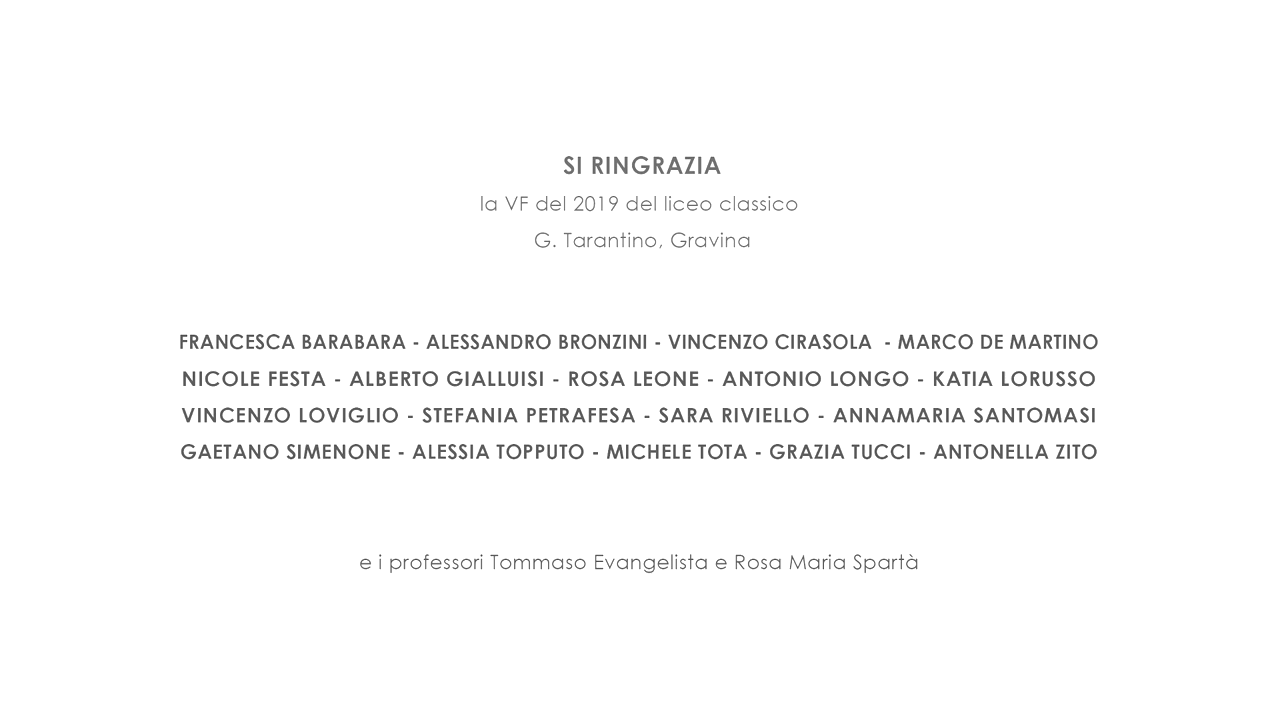 SI RINGRAZIA
la VF del 2019 del liceo classico
G. Tarantino, Gravina
FRANCESCA BARABARA - ALESSANDRO BRONZINI - VINCENZO CIRASOLA - MARCO DE MARTINO
NICOLE FESTA - ALBERTO GIALLUISI - ROSA LEONE - ANTONIO LONGO - KATIA LORUSSO
VINCENZO LOVIGLIO - STEFANIA PETRAFESA - SARA RIVIELLO - ANNAMARIA SANTOMASI
GAETANO SIMENONE - ALESSIA TOPPUTO - MICHELE TOTA - GRAZIA TUCCI - ANTONELLA ZITO
e i professori Tommaso Evangelista e Rosa Maria Spartà